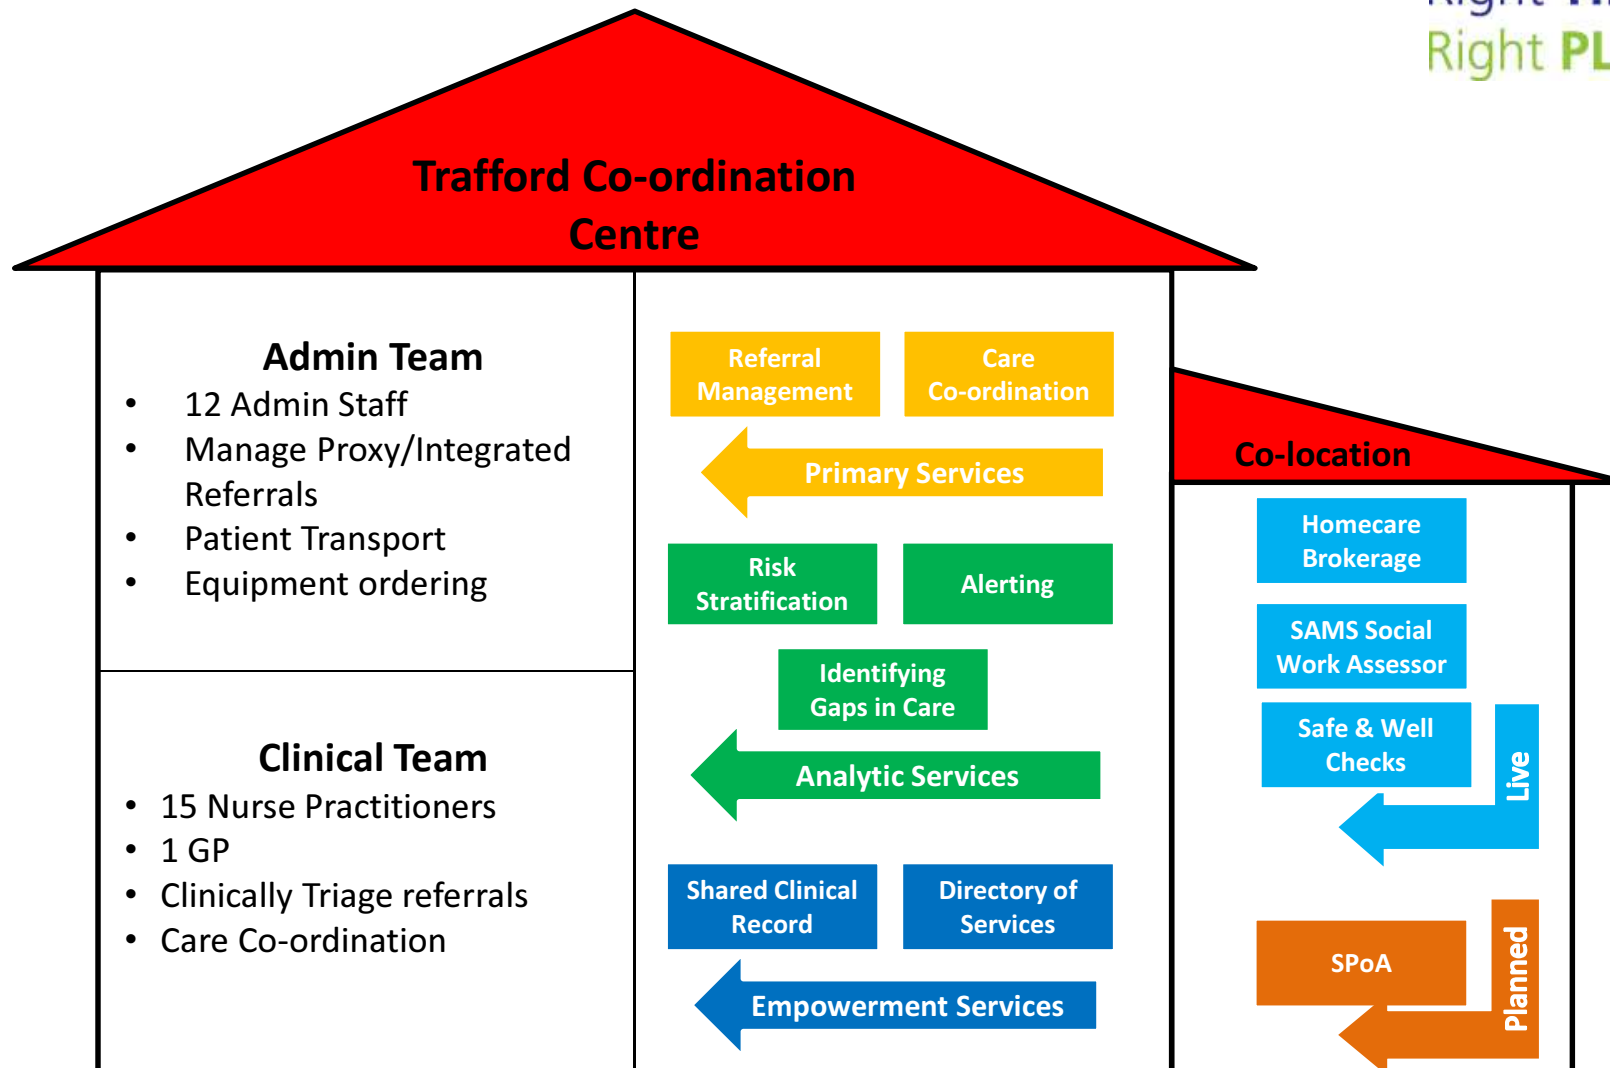 Right
Right PL
Trafford Co-ordination
Centre
Admin Team
• 12 Admin Staff
• Manage Proxy/Integrated
Referrals
• Patient Transport
• Equipment ordering
Clinical Team
• 15 Nurse Practitioners
• 1 GP
• Clinically Triage referrals
• Care Co-ordination
Referral
Management
Care
Co-ordination
Primary Services
Risk
Stratification
Alerting
Identifying
Gaps in Care
Analytic Services
Shared Clinical
Record
Directory of
Services
Empowerment Services
Co-location
Homecare
Brokerage
SAMS Social
Work Assessor
Safe & Well
Checks
Live
SPoA
Planned